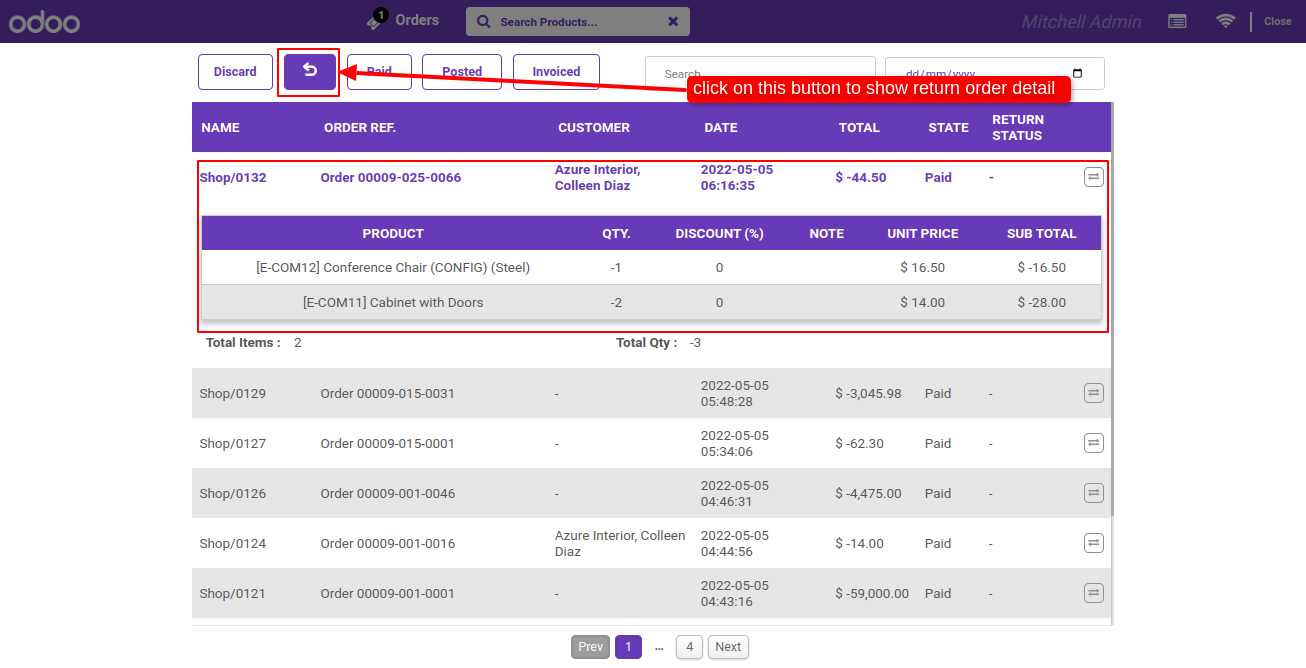 odoo
1
Orders
Search Products...
Mitchell Admin
Close
Discard
Paid
Posted
Invoiced
Search
dd/mm/yyyy
click on this button to show return order detail
NAME ORDER REF. CUSTOMER DATE TOTAL STATE RETURN STATUS
Shop/0132 Order 00009-025-0066 Azure Interior, Colleen Diaz 2022-05-05 06:16:35 $ -44.50 Paid -
PRODUCT QTY. DISCOUNT (%) NOTE UNIT PRICE SUB TOTAL
[E-COM12] Conference Chair (CONFIG) (Steel) -1 0 $ 16.50 $ -16.50
[E-COM11] Cabinet with Doors -2 0 $ 14.00 $ -28.00
Total Items : 2 Total Qty : -3
Shop/0129 Order 00009-015-0031 - 2022-05-05 05:48:28 $ -3,045.98 Paid -
Shop/0127 Order 00009-015-0001 - 2022-05-05 05:34:06 $ -62.30 Paid -
Shop/0126 Order 00009-001-0046 - 2022-05-05 04:46:31 $ -4,475.00 Paid -
Shop/0124 Order 00009-001-0016 Azure Interior, Colleen Diaz 2022-05-05 04:44:56 $ -14.00 Paid -
Shop/0121 Order 00009-001-0001 - 2022-05-05 04:43:16 $ -59,000.00 Paid -
Prev 1 ... 4 Next